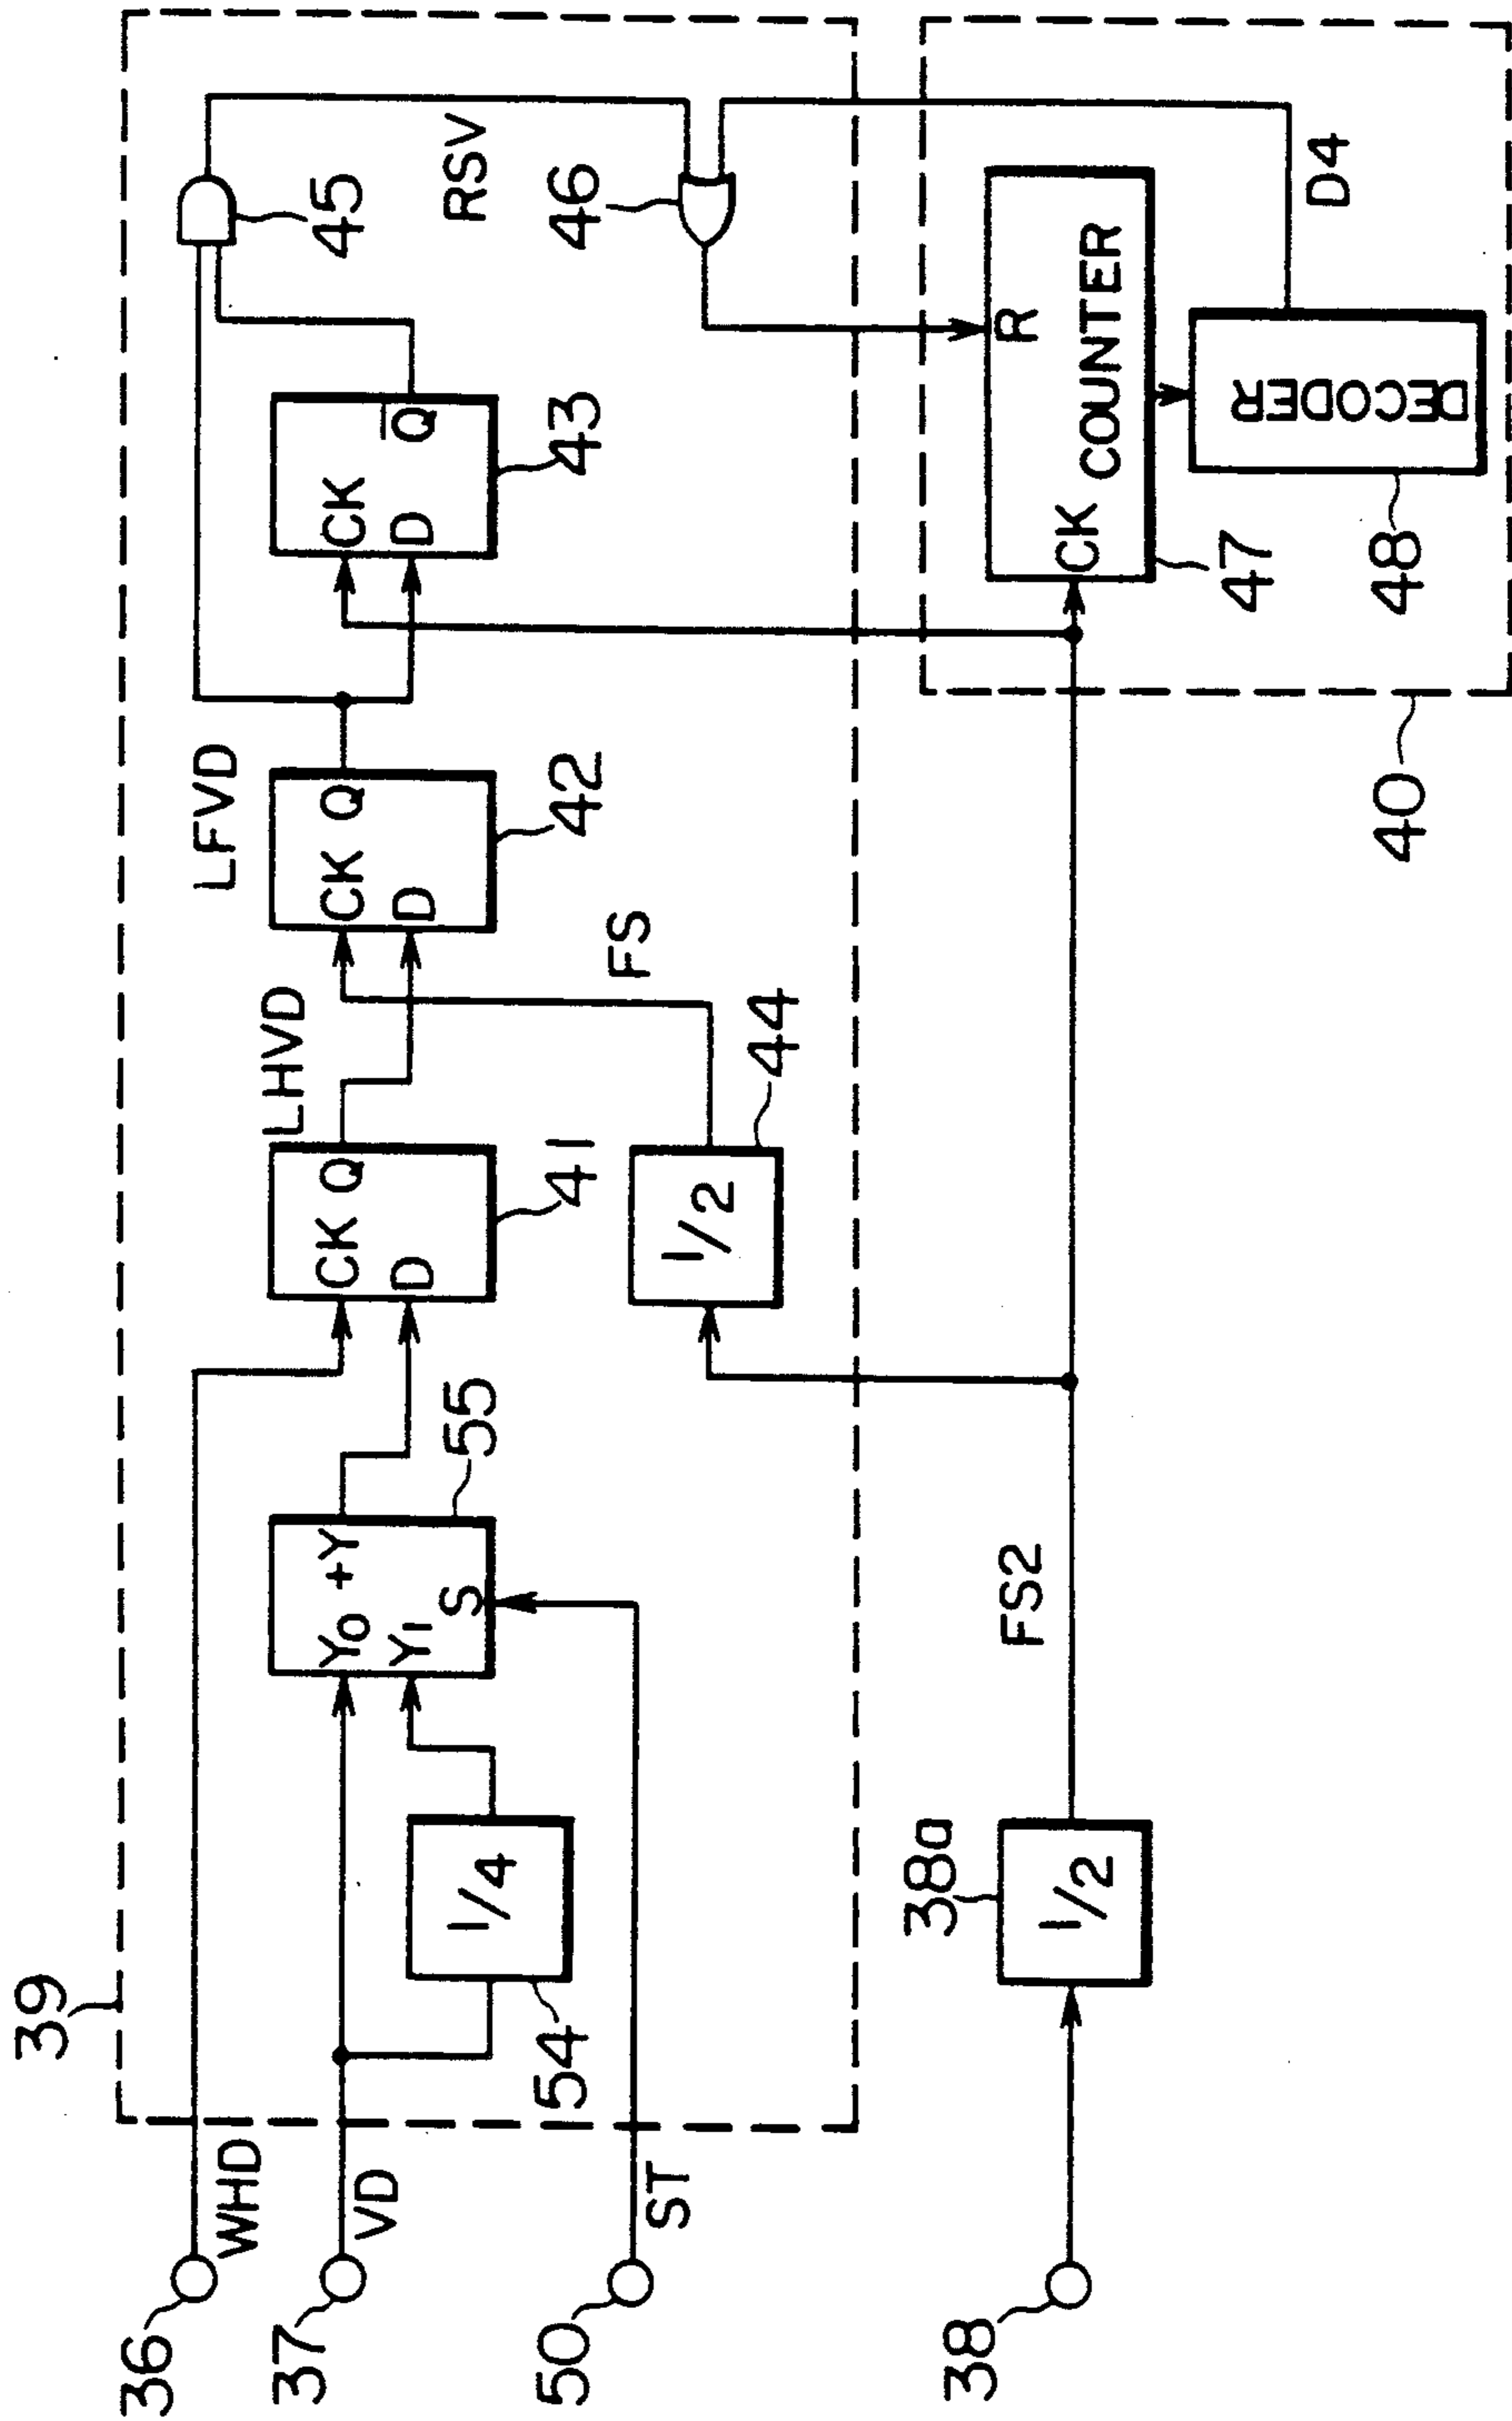 39
36
WHD
37
VD
50
ST
38
54
1/4
Y0 +Y
Y1
S
55
CK Q
D
41
LHVD
1/2
44
FS
CK Q
D
42
LFVD
CK
D Q
43
45
RSV
46
38a
1/2
FS2
40
R
CK COUNTER
47
DECODER
48
D4